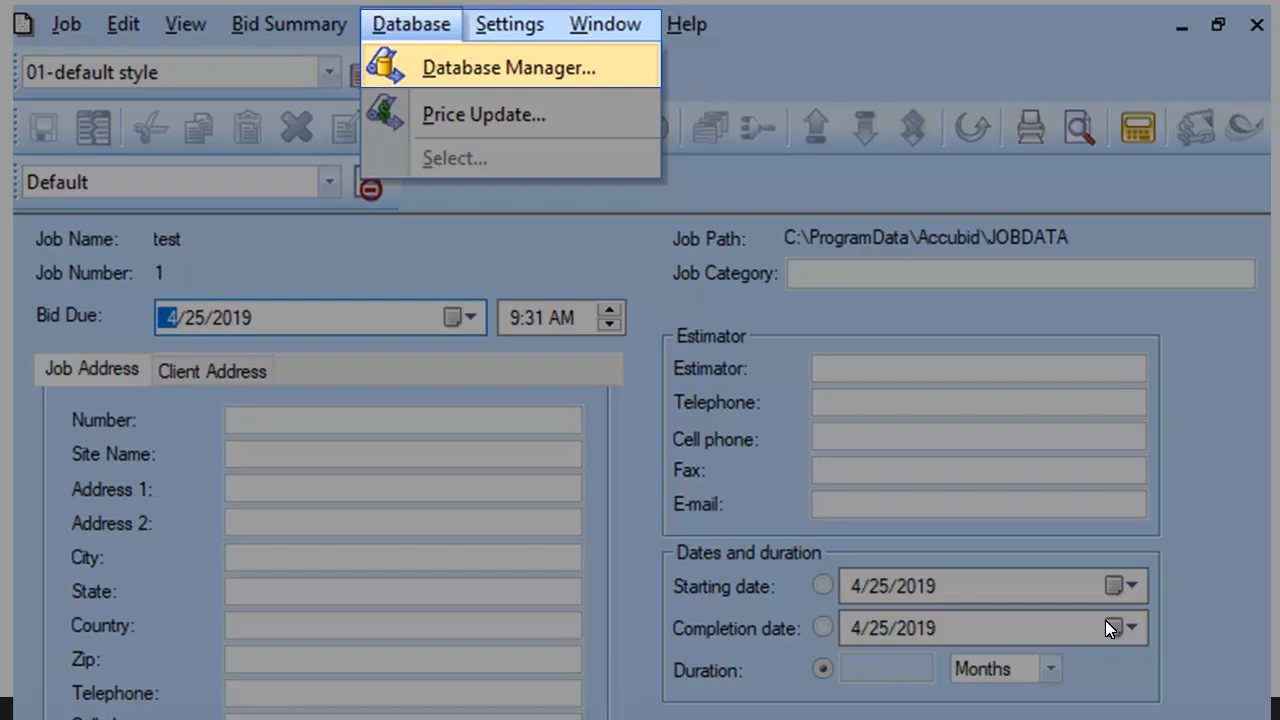 Job Edit View Bid Summary Database Settings Window Help
01-default style
Database Manager...
Price Update...
Select...
Default
Job Name: test
Job Number: 1
Bid Due: 4/25/2019 9:31 AM
Job Path: C:\ProgramData\Accubid\JOBDATA
Job Category:
Job Address Client Address
Number:
Site Name:
Address 1:
Address 2:
City:
State:
Country:
Zip:
Telephone:
Estimator
Estimator:
Telephone:
Cell phone:
Fax:
E-mail:
Dates and duration
Starting date: 4/25/2019
Completion date: 4/25/2019
Duration: Months